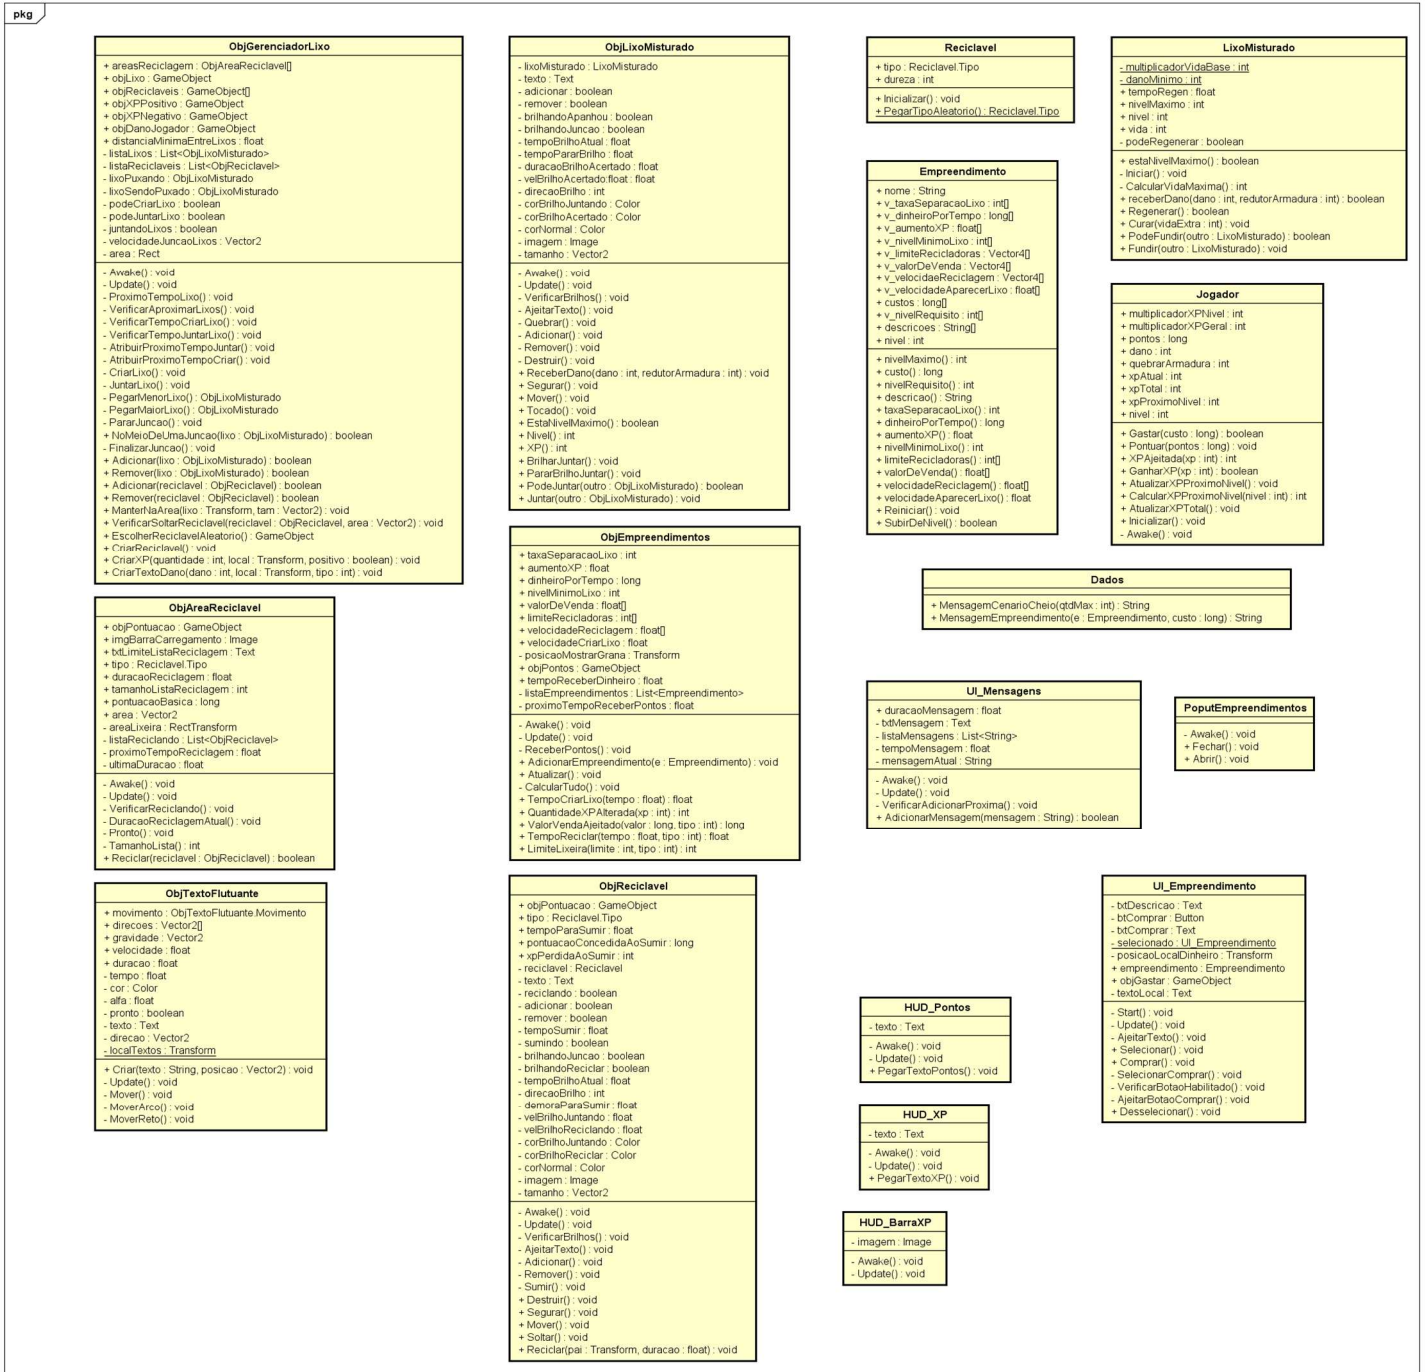 pkg
ObjGerenciadorLixo
+ areasReciclagem : ObjAreaReciclavel[]
+ objLixo : GameObject
+ objReciclaveis : GameObject[]
+ objXPPositivo : GameObject
+ objXPNegativo : GameObject
+ objDanoJogador : GameObject
+ distanciaMinimaEntreLixos : float
- listaLixos : List<ObjLixoMisturado>
- listaReciclaveis : List<ObjReciclavel>
- lixoPuxando : ObjLixoMisturado
- lixoSendoPuxado : ObjLixoMisturado
- podeCriarLixo : boolean
- podeJuntarLixo : boolean
- juntandoLixos : boolean
- velocidadeJuncaoLixos : Vector2
- area : Rect
- Awake() : void
- Update() : void
- ProximoTempoLixo() : void
- VerificarAproximarLixos() : void
- VerificarTempoCriarLixo() : void
- VerificarTempoJuntarLixo() : void
- AtribuirProximoTempoJuntar() : void
- AtribuirProximoTempoCriar() : void
- CriarLixo() : void
- JuntarLixo() : void
- PegarMenorLixo() : ObjLixoMisturado
- PegarMaiorLixo() : ObjLixoMisturado
- PararJuncao() : void
+ NoMeioDeUmaJuncao(lixo : ObjLixoMisturado) : boolean
- FinalizarJuncao() : void
+ Adicionar(lixo : ObjLixoMisturado) : boolean
+ Remover(lixo : ObjLixoMisturado) : boolean
+ Adicionar(reciclavel : ObjReciclavel) : boolean
+ Remover(reciclavel : ObjReciclavel) : boolean
+ ManterNaArea(lixo : Transform, tam : Vector2) : void
+ VerificarSoltarReciclavel(reciclavel : ObjReciclavel, area : Vector2) : void
+ EscolherReciclavelAleatorio() : GameObject
+ CriarReciclavel() : void
+ CriarXP(quantidade : int, local : Transform, positivo : boolean) : void
+ CriarTextoDano(dano : int, local : Transform, tipo : int) : void
ObjAreaReciclavel
+ objPontuacao : GameObject
+ imgBarraCarregamento : Image
+ txtLimiteListaReciclagem : Text
+ tipo : Reciclavel.Tipo
+ duracaoReciclagem : float
+ tamanhoListaReciclagem : int
+ pontuacaoBasica : long
+ area : Vector2
- areaLixeira : RectTransform
- listaReciclando : List<ObjReciclavel>
- proximoTempoReciclagem : float
- ultimaDuracao : float
- Awake() : void
- Update() : void
- VerificarReciclando() : void
- DuracaoReciclagemAtual() : void
- Pronto() : void
- TamanhoLista() : int
+ Reciclar(reciclavel : ObjReciclavel) : boolean
ObjTextoFlutuante
+ movimento : ObjTextoFlutuante.Movimento
+ direcoes : Vector2[]
+ gravidade : Vector2
+ velocidade : float
+ duracao : float
- tempo : float
- cor : Color
- alfa : float
- pronto : boolean
- texto : Text
- direcao : Vector2
- localTextos : Transform
+ Criar(texto : String, posicao : Vector2) : void
- Update() : void
- Mover() : void
- MoverArco() : void
- MoverReto() : void
ObjLixoMisturado
- lixoMisturado : LixoMisturado
- texto : Text
- adicionar : boolean
- remover : boolean
- brilhandoApanhou : boolean
- brilhandoJuncao : boolean
- tempoBrilhoAtual : float
- tempoPararBrilho : float
- duracaoBrilhoAcertado : float
- velBrilhoAcertado:float : float
- direcaoBrilho : int
- corBrilhoJuntando : Color
- corBrilhoAcertado : Color
- corNormal : Color
- imagem : Image
- tamanho : Vector2
- Awake() : void
- Update() : void
- VerificarBrilhos() : void
- AjeitarTexto() : void
- Quebrar() : void
- Adicionar() : void
- Remover() : void
- Destruir() : void
+ ReceberDano(dano : int, redutorArmadura : int) : void
+ Segurar() : void
+ Mover() : void
+ Tocado() : void
+ EstaNivelMaximo() : boolean
+ Nivel() : int
+ XP() : int
+ BrilharJuntar() : void
+ PararBrilhoJuntar() : void
+ PodeJuntar(outro : ObjLixoMisturado) : boolean
+ Juntar(outro : ObjLixoMisturado) : void
ObjEmpreendimentos
+ taxaSeparacaoLixo : int
+ aumentoXP : float
+ dinheiroPorTempo : long
+ nivelMinimoLixo : int
+ valorDeVenda : float[]
+ limiteRecicladoras : int[]
+ velocidadeReciclagem : float[]
+ velocidadeCriarLixo : float
- posicaoMostrarGrana : Transform
+ objPontos : GameObject
+ tempoReceberDinheiro : float
- listaEmpreendimentos : List<Empreendimento>
- proximoTempoReceberPontos : float
- Awake() : void
- Update() : void
- ReceberPontos() : void
+ AdicionarEmpreendimento(e : Empreendimento) : void
+ Atualizar() : void
- CalcularTudo() : void
+ TempoCriarLixo(tempo : float) : float
+ QuantidadeXPAlterada(xp : int) : int
+ ValorVendaAjeitado(valor : long, tipo : int) : long
+ TempoReciclar(tempo : float, tipo : int) : float
+ LimiteLixeira(limite : int, tipo : int) : int
ObjReciclavel
+ objPontuacao : GameObject
+ tipo : Reciclavel.Tipo
+ tempoParaSumir : float
+ pontuacaoConcedidaAoSumir : long
+ xpPerdidaAoSumir : int
- reciclavel : Reciclavel
- texto : Text
- reciclando : boolean
- adicionar : boolean
- remover : boolean
- tempoSumir : float
- sumindo : boolean
- brilhandoJuncao : boolean
- brilhandoReciclar : boolean
- tempoBrilhoAtual : float
- direcaoBrilho : int
- demoraParaSumir : float
- velBrilhoJuntando : float
- velBrilhoReciclando : float
- corBrilhoJuntando : Color
- corBrilhoReciclar : Color
- corNormal : Color
- imagem : Image
- tamanho : Vector2
- Awake() : void
- Update() : void
- VerificarBrilhos() : void
- AjeitarTexto() : void
- Adicionar() : void
- Remover() : void
- Sumir() : void
+ Destruir() : void
+ Segurar() : void
+ Mover() : void
+ Soltar() : void
+ Reciclar(pai : Transform, duracao : float) : void
Reciclavel
+ tipo : Reciclavel.Tipo
+ dureza : int
+ Inicializar() : void
+ PegarTipoAleatorio() : Reciclavel.Tipo
Empreendimento
+ nome : String
+ v_taxaSeparacaoLixo : int[]
+ v_dinheiroPorTempo : long[]
+ v_aumentoXP : float[]
+ v_nivelMinimoLixo : int[]
+ v_limiteRecicladoras : Vector4[]
+ v_valorDeVenda : Vector4[]
+ v_velocidaeReciclagem : Vector4[]
+ v_velocidadeAparecerLixo : float[]
+ custos : long[]
+ v_nivelRequisito : int[]
+ descricoes : String[]
+ nivel : int
+ nivelMaximo() : int
+ custo() : long
+ nivelRequisito() : int
+ descricao() : String
+ taxaSeparacaoLixo() : int
+ dinheiroPorTempo() : long
+ aumentoXP() : float
+ nivelMinimoLixo() : int
+ limiteRecicladoras() : int[]
+ valorDeVenda() : float[]
+ velocidadeReciclagem() : float[]
+ velocidadeAparecerLixo() : float
+ Reiniciar() : void
+ SubirDeNivel() : boolean
LixoMisturado
- multiplicadorVidaBase : int
- danoMinimo : int
+ tempoRegen : float
+ nivelMaximo : int
+ nivel : int
+ vida : int
- podeRegenerar : boolean
+ estaNivelMaximo() : boolean
- Iniciar() : void
- CalcularVidaMaxima() : int
+ receberDano(dano : int, redutorArmadura : int) : boolean
+ Regenerar() : boolean
+ Curar(vidaExtra : int) : void
+ PodeFundir(outro : LixoMisturado) : boolean
+ Fundir(outro : LixoMisturado) : void
Jogador
+ multiplicadorXPNivel : int
+ multiplicadorXPGeral : int
+ pontos : long
+ dano : int
+ quebrarArmadura : int
+ xpAtual : int
+ xpTotal : int
+ xpProximoNivel : int
+ nivel : int
+ Gastar(custo : long) : boolean
+ Pontuar(pontos : long) : void
+ XPAjeitada(xp : int) : int
+ GanharXP(xp : int) : boolean
+ AtualizarXPProximoNivel() : void
+ CalcularXPProximoNivel(nivel : int) : int
+ AtualizarXPTotal() : void
+ Inicializar() : void
- Awake() : void
Dados
+ MensagemCenarioCheio(qtdMax : int) : String
+ MensagemEmpreendimento(e : Empreendimento, custo : long) : String
UI_Mensagens
+ duracaoMensagem : float
- txtMensagem : Text
- listaMensagens : List<String>
- tempoMensagem : float
- mensagemAtual : String
- Awake() : void
- Update() : void
- VerificarAdicionarProxima() : void
+ AdicionarMensagem(mensagem : String) : boolean
PoputEmpreendimentos
- Awake() : void
+ Fechar() : void
+ Abrir() : void
UI_Empreendimento
- txtDescricao : Text
- btComprar : Button
- txtComprar : Text
- selecionado : UI_Empreendimento
- posicaoLocalDinheiro : Transform
+ empreendimento : Empreendimento
+ objGastar : GameObject
- textoLocal : Text
- Start() : void
- Update() : void
- AjeitarTexto() : void
+ Selecionar() : void
+ Comprar() : void
- SelecionarComprar() : void
- VerificarBotaoHabilitado() : void
- AjeitarBotaoComprar() : void
+ Desselecionar() : void
HUD_Pontos
- texto : Text
- Awake() : void
- Update() : void
+ PegarTextoPontos() : void
HUD_XP
- texto : Text
- Awake() : void
- Update() : void
+ PegarTextoXP() : void
HUD_BarraXP
- imagem : Image
- Awake() : void
- Update() : void